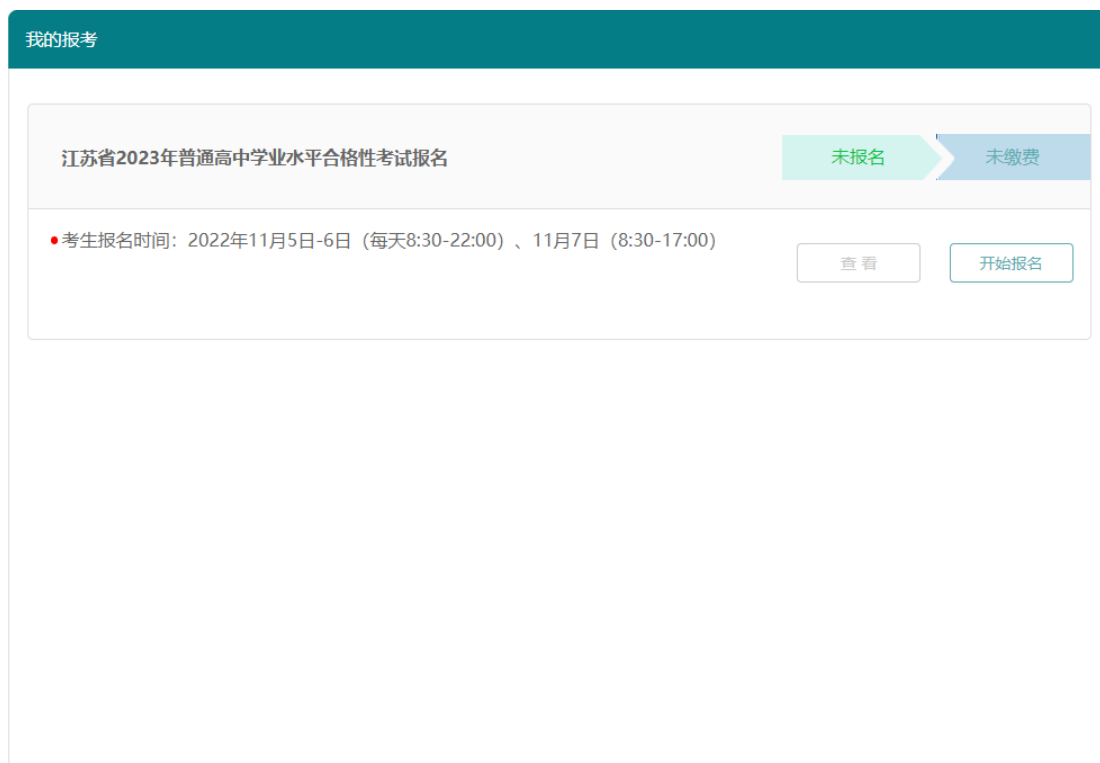 我的报考
江苏省2023年普通高中学业水平合格性考试报名
未报名
未缴费
考生报名时间：2022年11月5日-6日（每天8:30-22:00）、11月7日（8:30-17:00）
查 看
开始报名